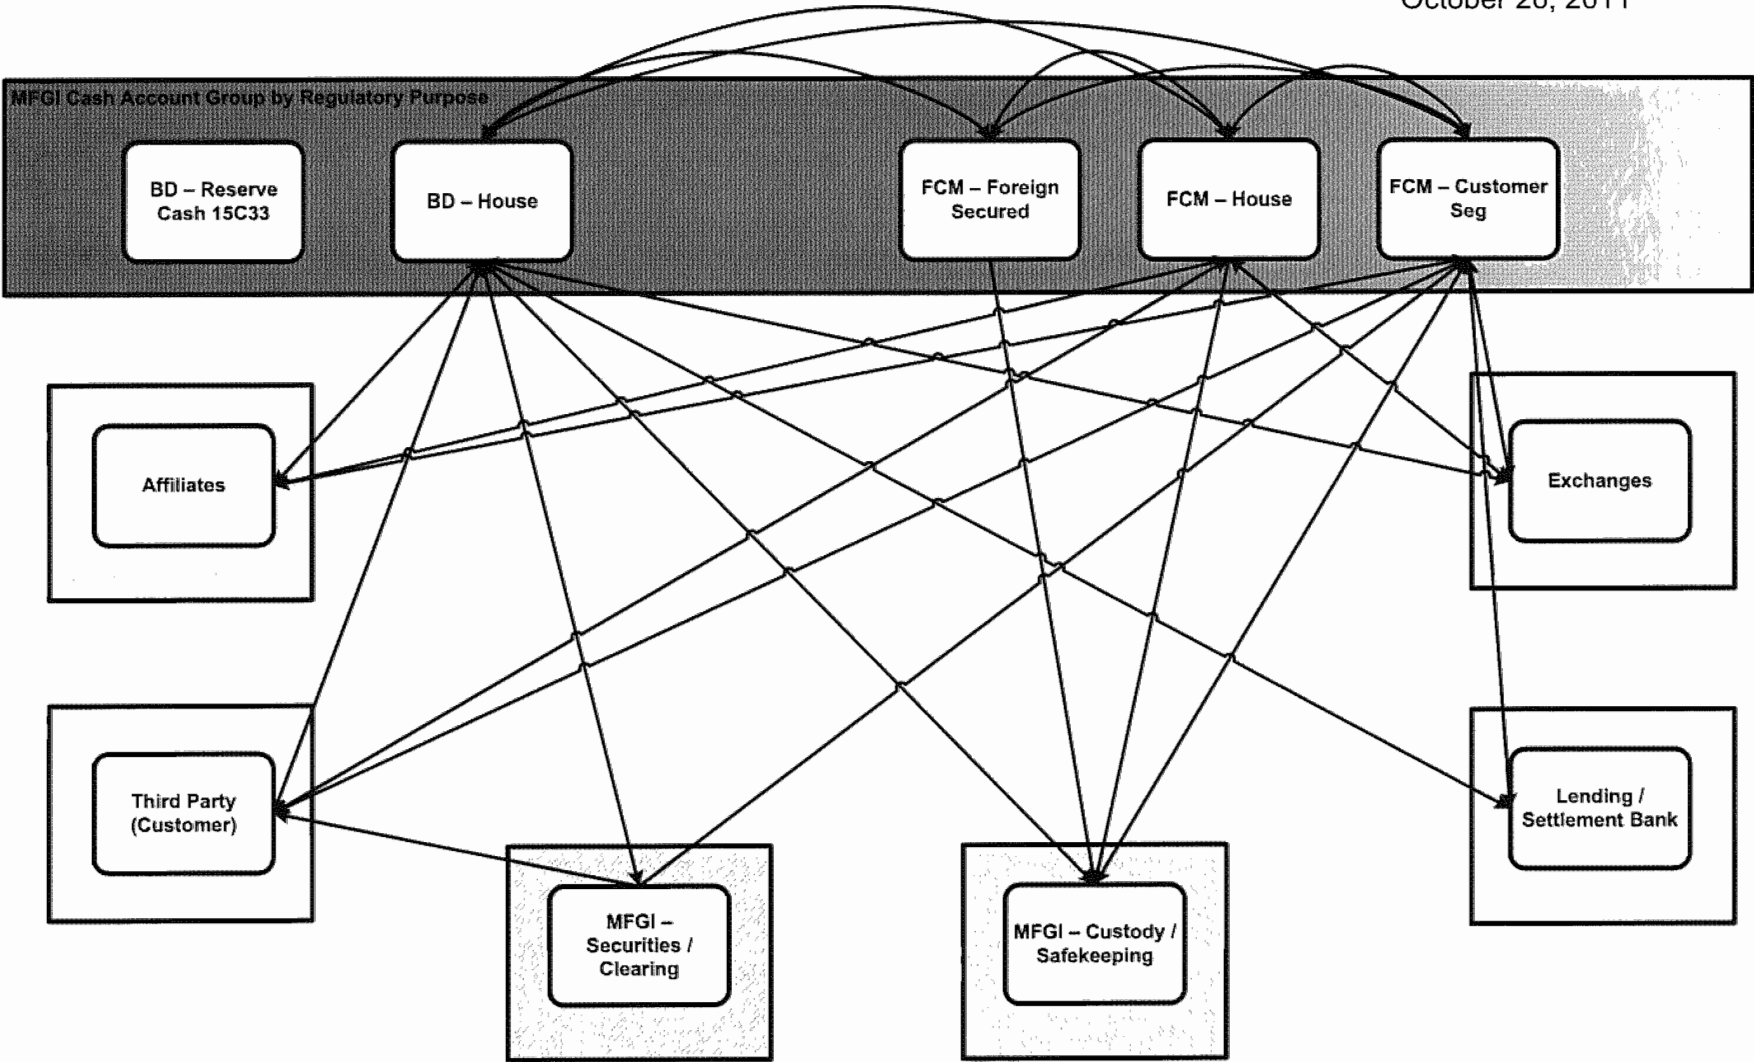 October 26, 2011
MFGI Cash Account Group by Regulatory Purpose
BD – Reserve
Cash 15C33
BD – House
FCM – Foreign
Secured
FCM – House
FCM – Customer
Seg
Affiliates
Exchanges
Third Party
(Customer)
Lending /
Settlement Bank
MFGI –
Securities /
Clearing
MFGI – Custody /
Safekeeping